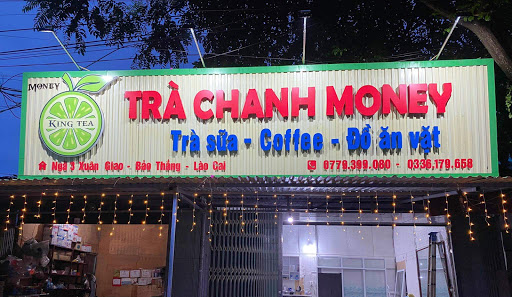 MONEY
KING TEA
TRÀ CHANH MONEY
Trà sữa - Coffee - Đồ ăn vặt
Ngã 3 Xuân Giao - Bảo Thắng - Lào Cai
0779.399.080 - 0336.179.658